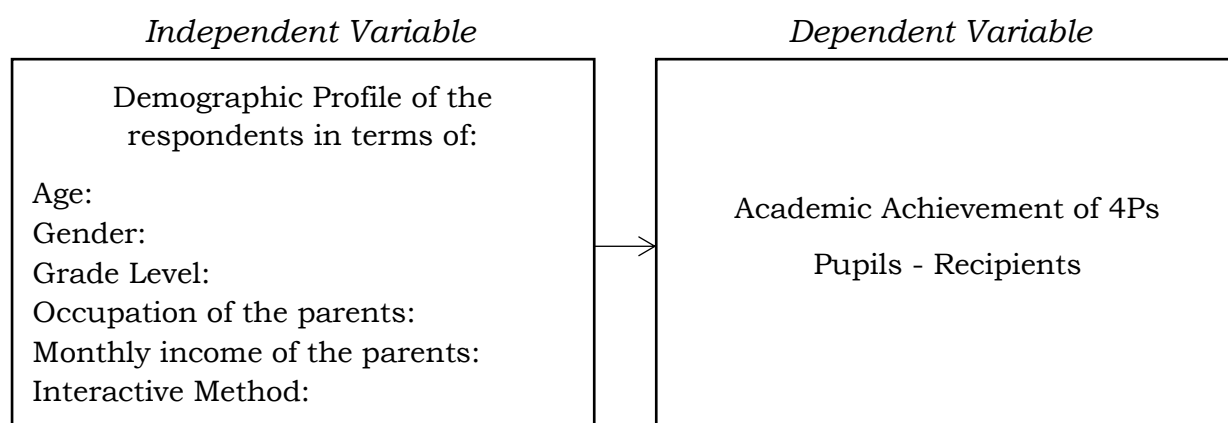 Independent Variable
Dependent Variable
Demographic Profile of the
respondents in terms of:
Age:
Gender:
Grade Level:
Occupation of the parents:
Monthly income of the parents:
Interactive Method:
Academic Achievement of 4Ps
Pupils - Recipients